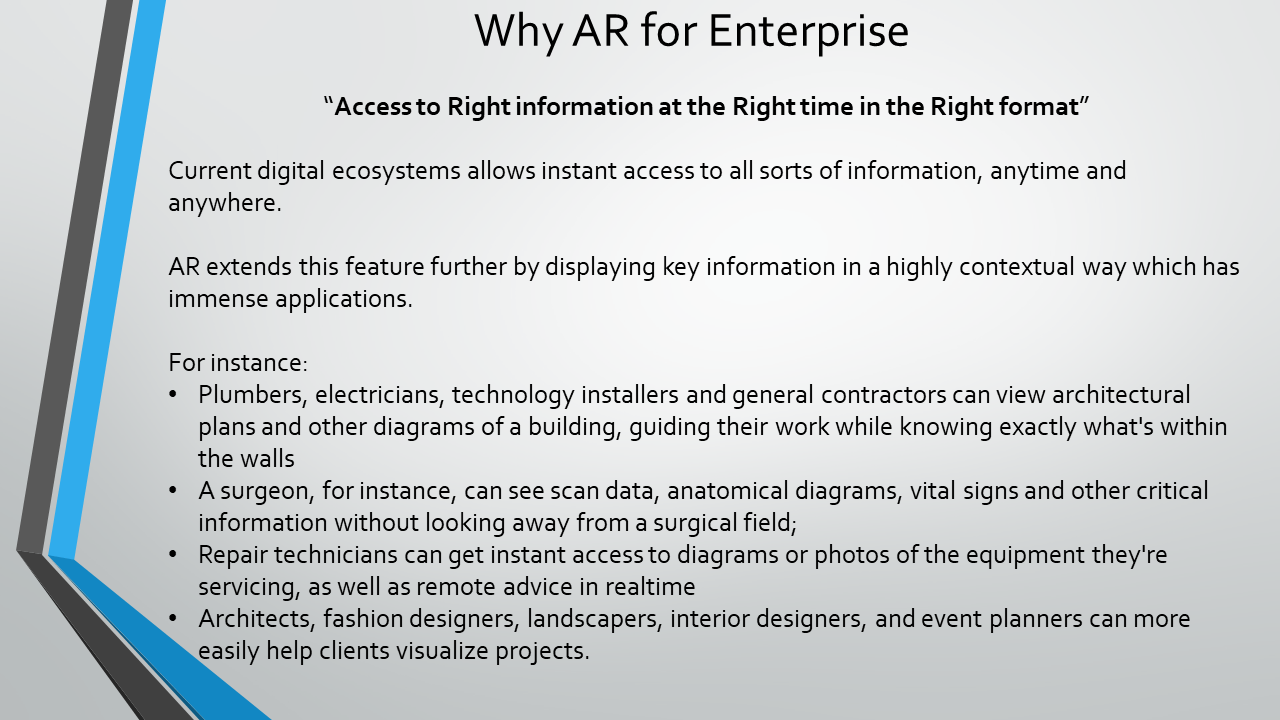 Why AR for Enterprise
“Access to Right information at the Right time in the Right format”
Current digital ecosystems allows instant access to all sorts of information, anytime and
anywhere.
AR extends this feature further by displaying key information in a highly contextual way which has
immense applications.
For instance:
• Plumbers, electricians, technology installers and general contractors can view architectural
plans and other diagrams of a building, guiding their work while knowing exactly what's within
the walls
• A surgeon, for instance, can see scan data, anatomical diagrams, vital signs and other critical
information without looking away from a surgical field;
• Repair technicians can get instant access to diagrams or photos of the equipment they're
servicing, as well as remote advice in realtime
• Architects, fashion designers, landscapers, interior designers, and event planners can more
easily help clients visualize projects.